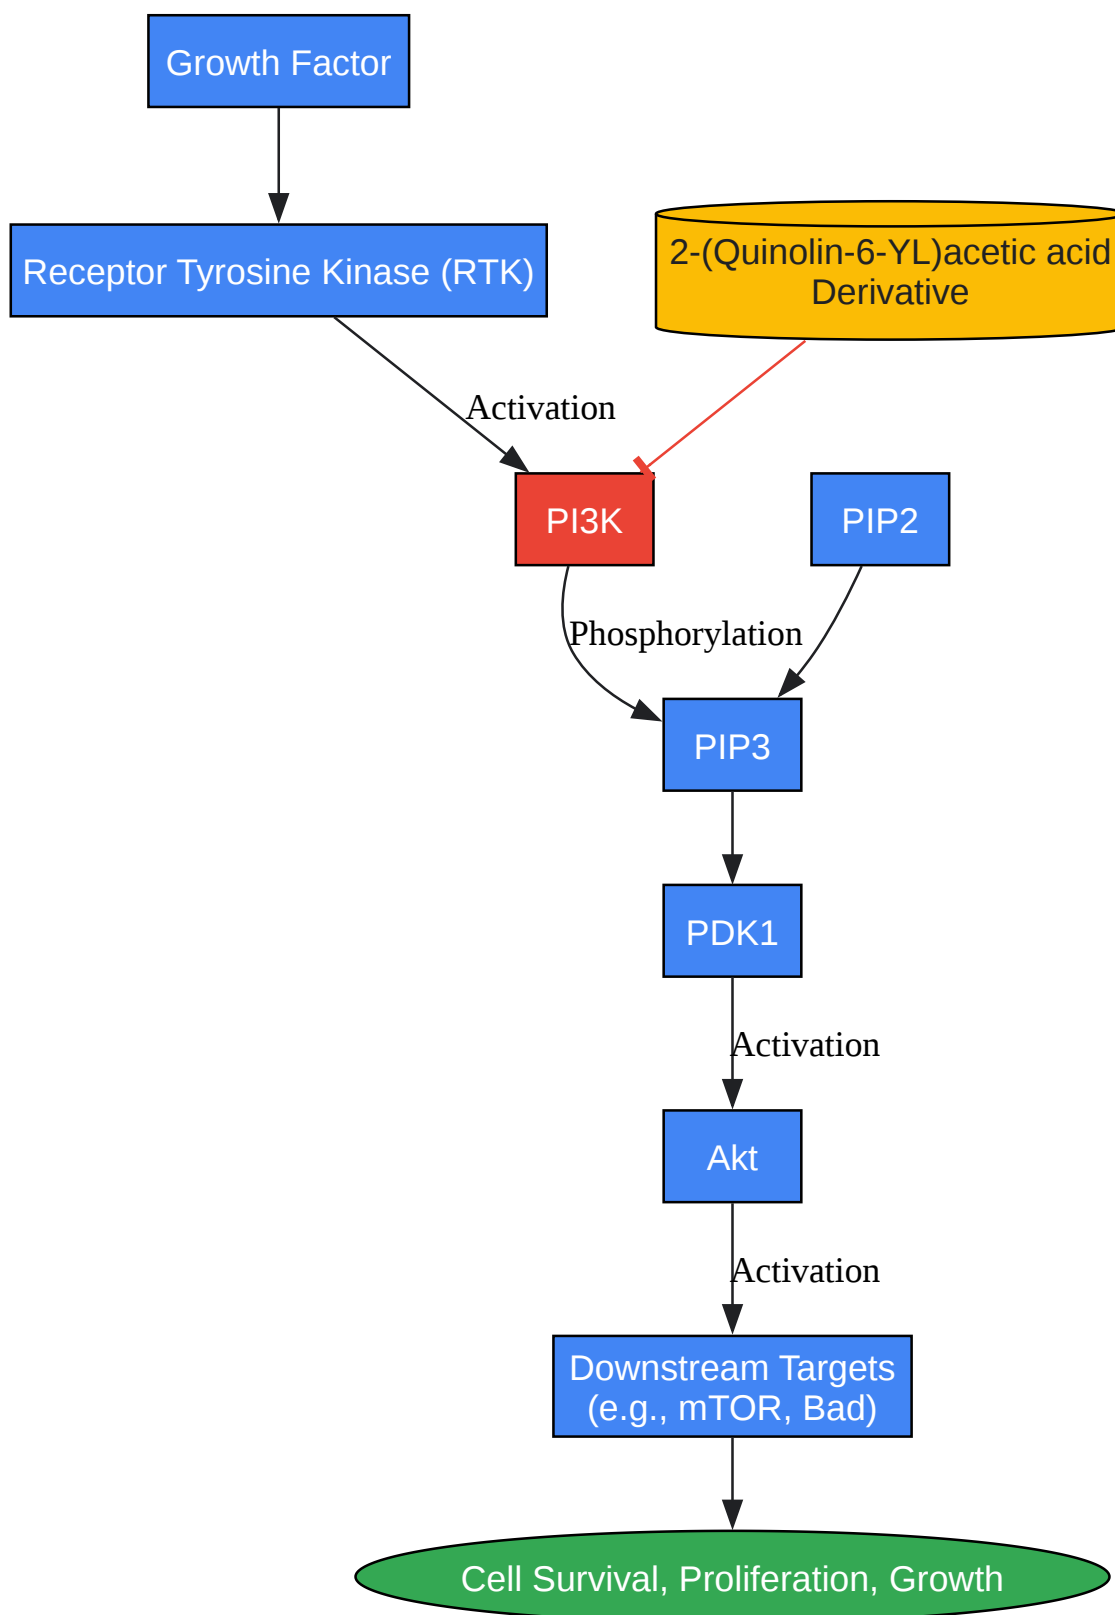 Growth Factor
Receptor Tyrosine Kinase (RTK)
2-(Quinolin-6-YL)acetic acid
Derivative
Activation
PI3K
PIP2
Phosphorylation
PIP3
PDK1
Activation
Akt
Activation
Downstream Targets
(e.g., mTOR, Bad)
Cell Survival, Proliferation, Growth